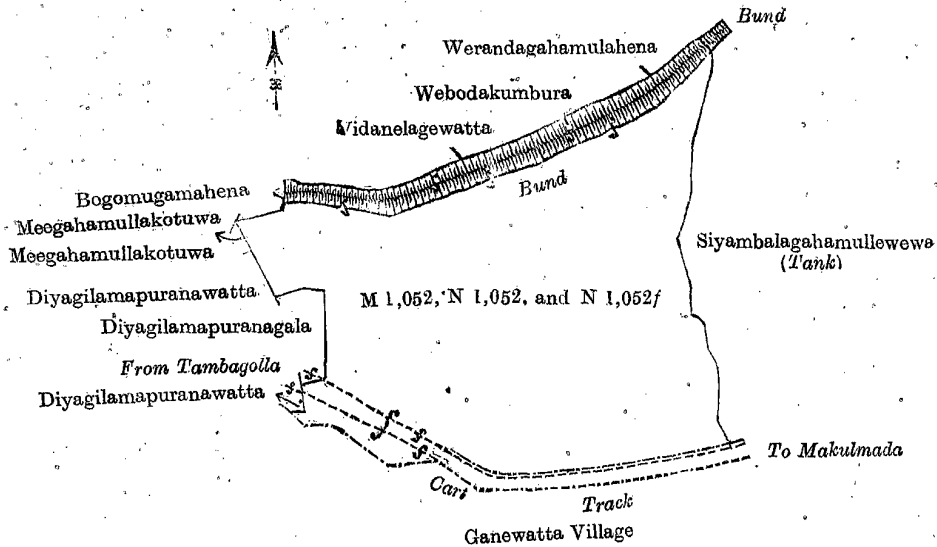 Bund
Werandagahamulahena
Webodakumbura
Vidanelagewatta
Bund
Bogomugamahena
Meegahamullakotuwa
Meegahamullakotuwa
Siyambalagahamullewewa
(Tank)
Diyagilamapuranawatta
M 1,052, N 1,052, and N 1,052f
Diyagilamapuranagala
From Tambagolla
Diyagilamapuranawatta
To Makulmada
Cart
Track
Ganewatta Village